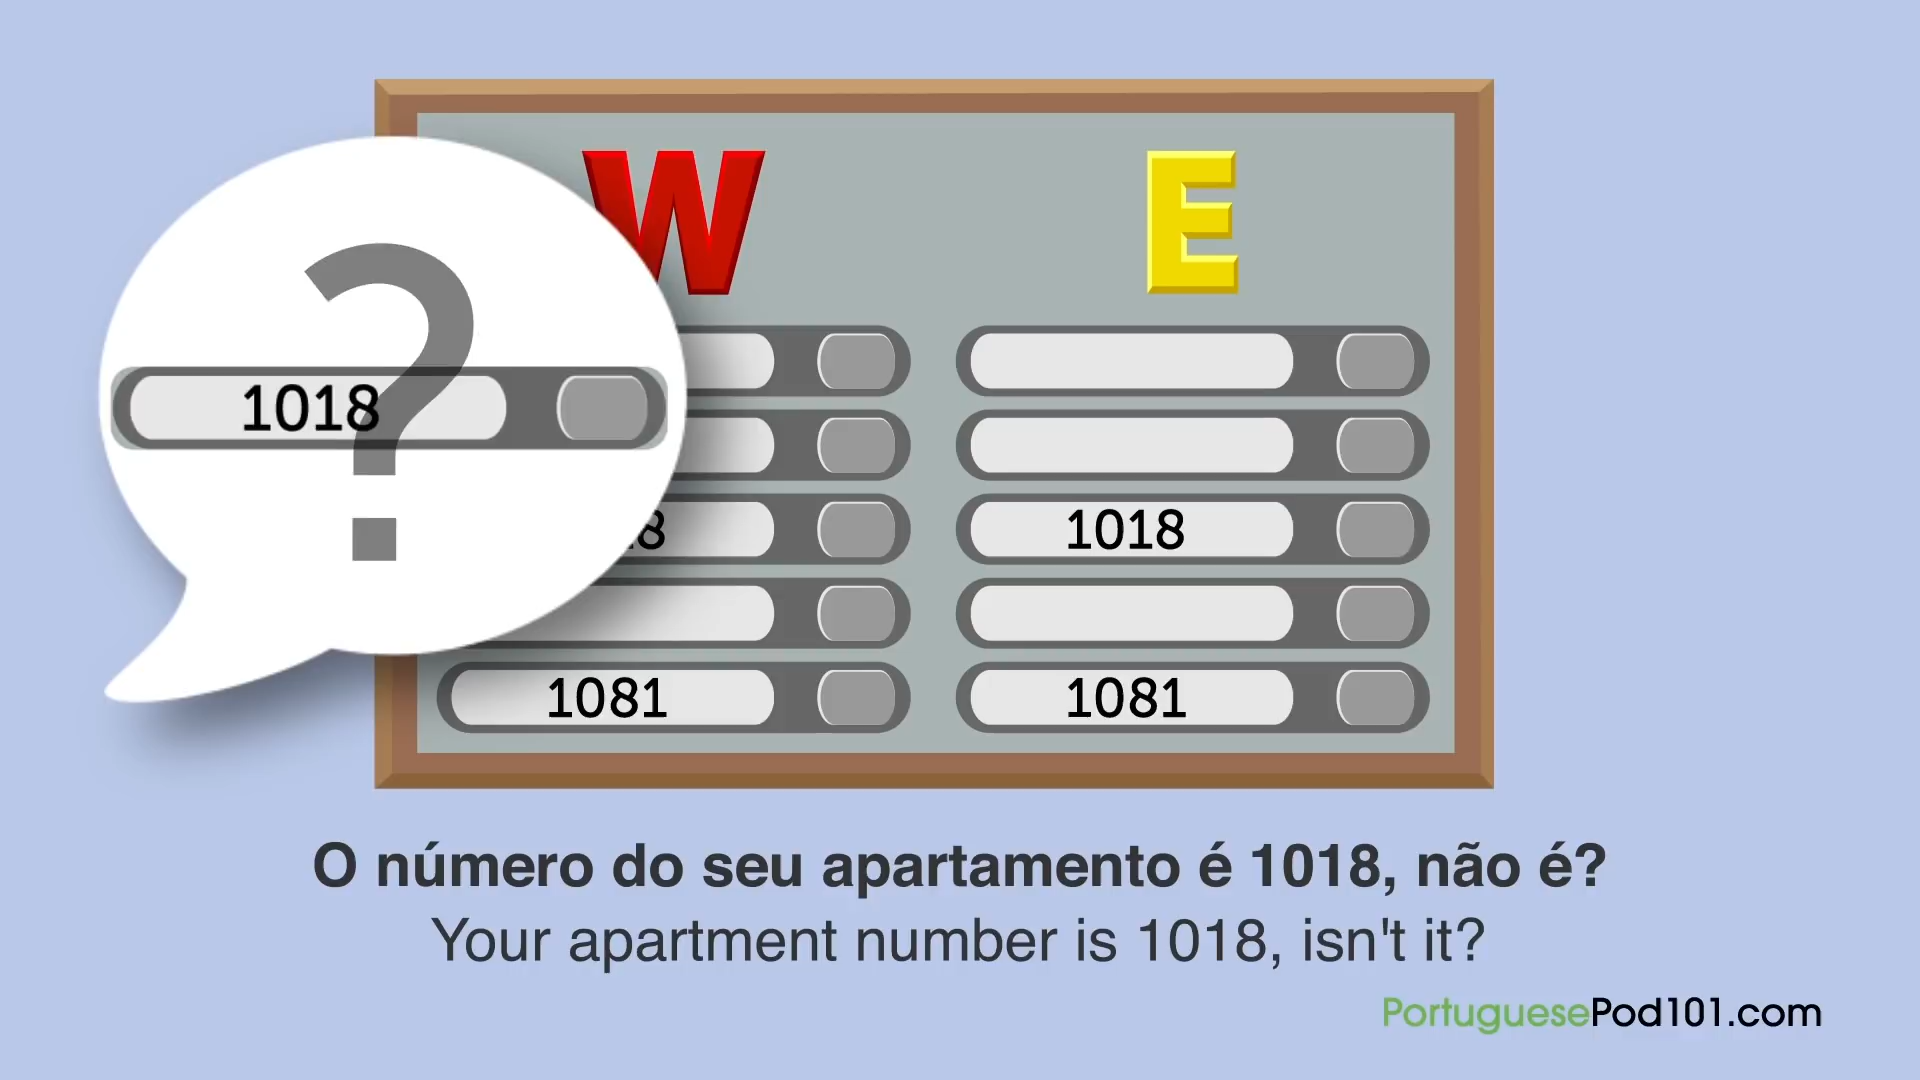 W E
?
1018
1018
1081 1081
O número do seu apartamento é 1018, não é?
Your apartment number is 1018, isn't it?
PortuguesePod101.com